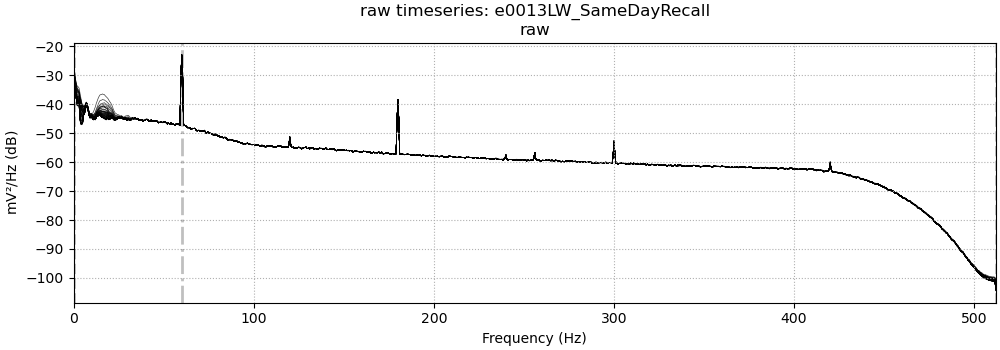 raw timeseries: e0013LW_SameDayRecall
raw
mV²/Hz (dB)
−20
−30
−40
−50
−60
−70
−80
−90
−100
0 100 200 300 400 500
Frequency (Hz)